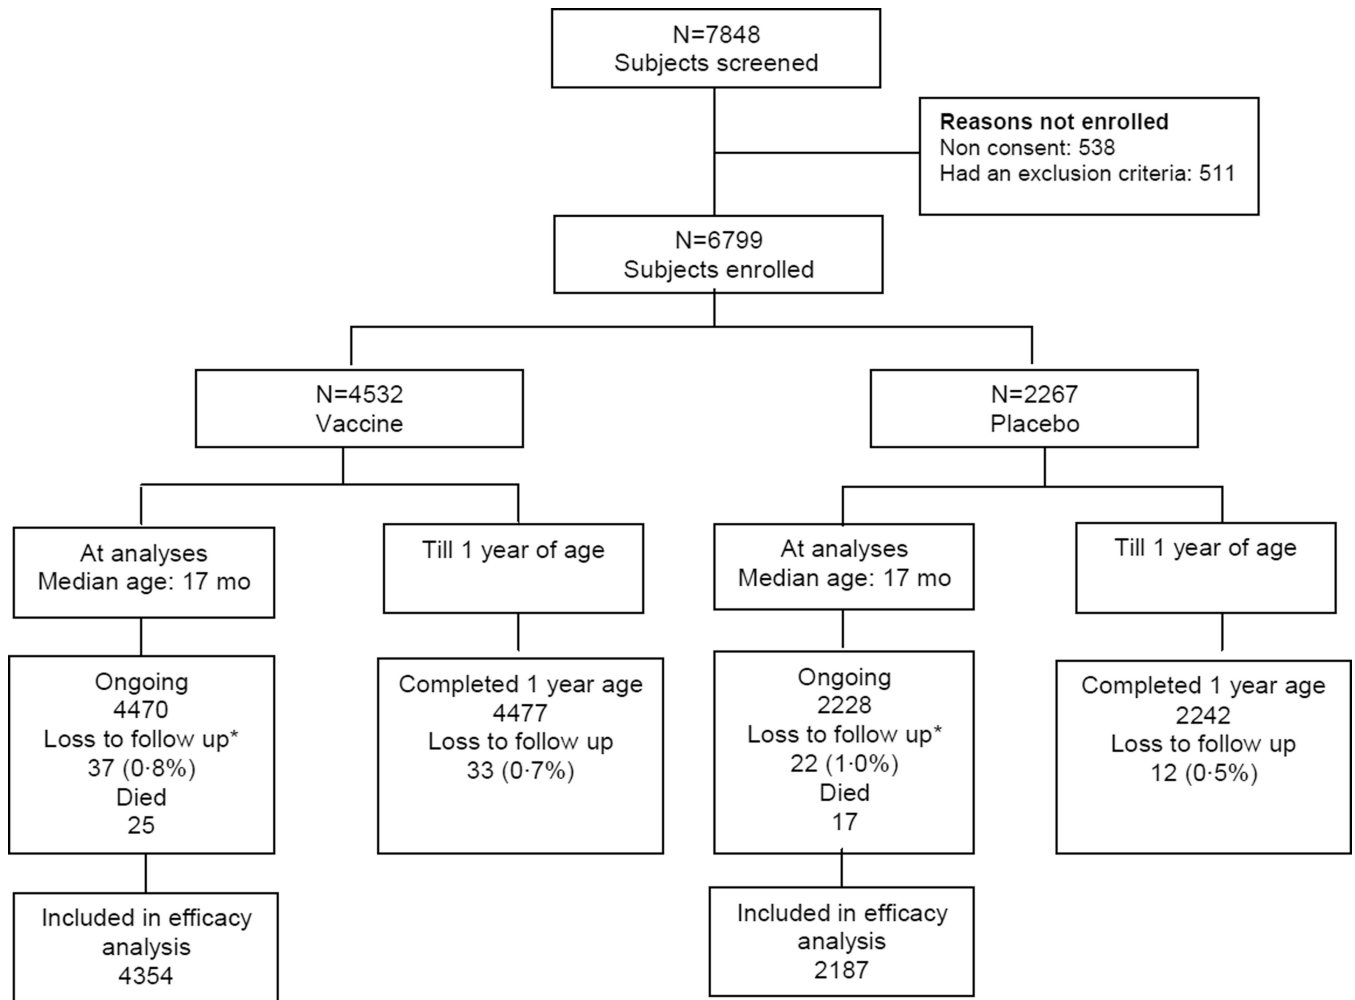 N=7848
Subjects screened
Reasons not enrolled
Non consent: 538
Had an exclusion criteria: 511
N=6799
Subjects enrolled
N=4532
Vaccine
N=2267
Placebo
At analyses
Median age: 17 mo
Till 1 year of age
At analyses
Median age: 17 mo
Till 1 year of age
Ongoing
4470
Loss to follow up*
37 (0·8%)
Died
25
Completed 1 year age
4477
Loss to follow up
33 (0·7%)
Ongoing
2228
Loss to follow up*
22 (1·0%)
Died
17
Completed 1 year age
2242
Loss to follow up
12 (0·5%)
Included in efficacy
analysis
4354
Included in efficacy
analysis
2187